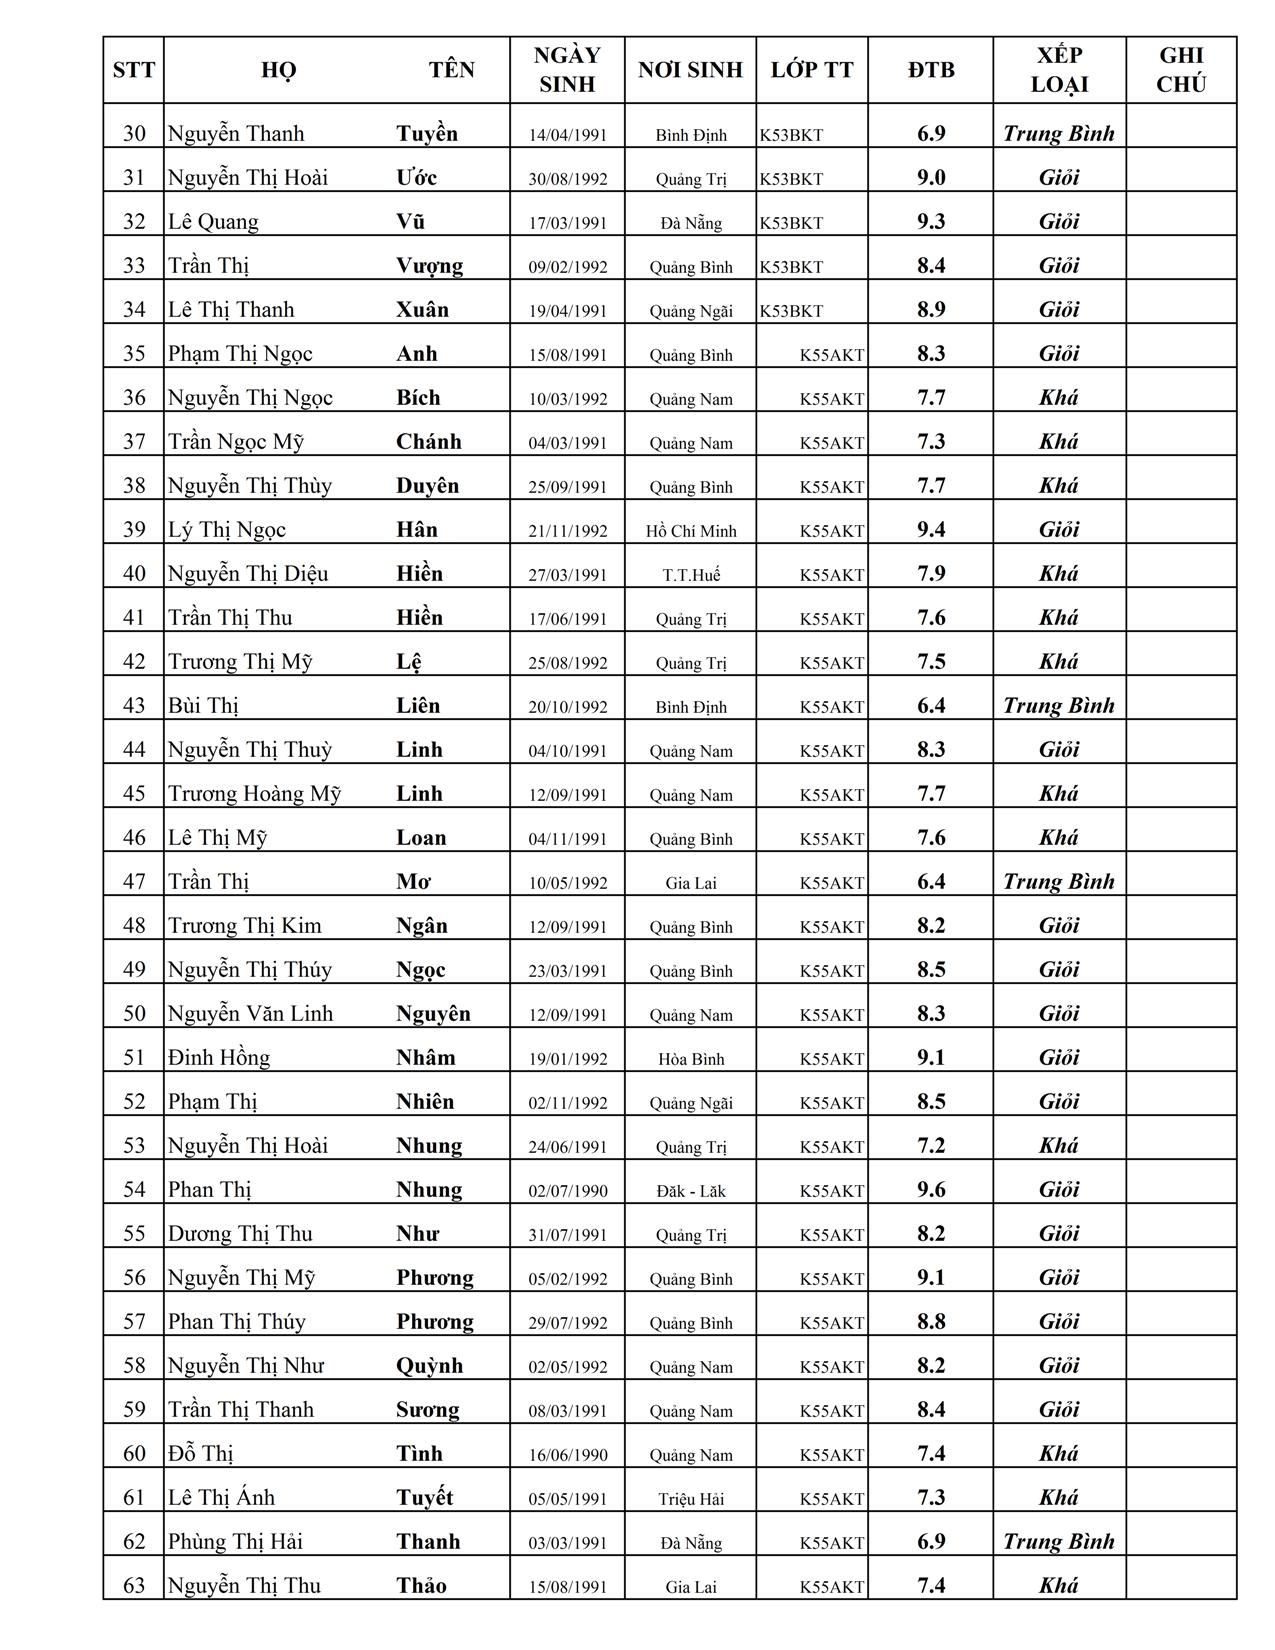 STT HỌ TÊN NGÀY SINH NƠI SINH LỚP TT ĐTB XẾP LOẠI GHI CHÚ
30 Nguyễn Thanh Tuyền 14/04/1991 Bình Định K53BKT 6.9 Trung Bình
31 Nguyễn Thị Hoài Ước 30/08/1992 Quảng Trị K53BKT 9.0 Giỏi
32 Lê Quang Vũ 17/03/1991 Đà Nẵng K53BKT 9.3 Giỏi
33 Trần Thị Vượng 09/02/1992 Quảng Bình K53BKT 8.4 Giỏi
34 Lê Thị Thanh Xuân 19/04/1991 Quảng Ngãi K53BKT 8.9 Giỏi
35 Phạm Thị Ngọc Anh 15/08/1991 Quảng Bình K55AKT 8.3 Giỏi
36 Nguyễn Thị Ngọc Bích 10/03/1992 Quảng Nam K55AKT 7.7 Khá
37 Trần Ngọc Mỹ Chánh 04/03/1991 Quảng Nam K55AKT 7.3 Khá
38 Nguyễn Thị Thùy Duyên 25/09/1991 Quảng Bình K55AKT 7.7 Khá
39 Lý Thị Ngọc Hân 21/11/1992 Hồ Chí Minh K55AKT 9.4 Giỏi
40 Nguyễn Thị Diệu Hiền 27/03/1991 T.T.Huế K55AKT 7.9 Khá
41 Trần Thị Thu Hiền 17/06/1991 Quảng Trị K55AKT 7.6 Khá
42 Trương Thị Mỹ Lệ 25/08/1992 Quảng Trị K55AKT 7.5 Khá
43 Bùi Thị Liên 20/10/1992 Bình Định K55AKT 6.4 Trung Bình
44 Nguyễn Thị Thuỳ Linh 04/10/1991 Quảng Nam K55AKT 8.3 Giỏi
45 Trương Hoàng Mỹ Linh 12/09/1991 Quảng Nam K55AKT 7.7 Khá
46 Lê Thị Mỹ Loan 04/11/1991 Quảng Bình K55AKT 7.6 Khá
47 Trần Thị Mơ 10/05/1992 Gia Lai K55AKT 6.4 Trung Bình
48 Trương Thị Kim Ngân 12/09/1991 Quảng Bình K55AKT 8.2 Giỏi
49 Nguyễn Thị Thúy Ngọc 23/03/1991 Quảng Bình K55AKT 8.5 Giỏi
50 Nguyễn Văn Linh Nguyên 12/09/1991 Quảng Nam K55AKT 8.3 Giỏi
51 Đinh Hồng Nhâm 19/01/1992 Hòa Bình K55AKT 9.1 Giỏi
52 Phạm Thị Nhiên 02/11/1992 Quảng Ngãi K55AKT 8.5 Giỏi
53 Nguyễn Thị Hoài Nhung 24/06/1991 Quảng Trị K55AKT 7.2 Khá
54 Phan Thị Nhung 02/07/1990 Đăk - Lăk K55AKT 9.6 Giỏi
55 Dương Thị Thu Như 31/07/1991 Quảng Trị K55AKT 8.2 Giỏi
56 Nguyễn Thị Mỹ Phương 05/02/1992 Quảng Bình K55AKT 9.1 Giỏi
57 Phan Thị Thúy Phương 29/07/1992 Quảng Bình K55AKT 8.8 Giỏi
58 Nguyễn Thị Như Quỳnh 02/05/1992 Quảng Nam K55AKT 8.2 Giỏi
59 Trần Thị Thanh Sương 08/03/1991 Quảng Nam K55AKT 8.4 Giỏi
60 Đỗ Thị Tình 16/06/1990 Quảng Nam K55AKT 7.4 Khá
61 Lê Thị Ánh Tuyết 05/05/1991 Triệu Hải K55AKT 7.3 Khá
62 Phùng Thị Hải Thanh 03/03/1991 Đà Nẵng K55AKT 6.9 Trung Bình
63 Nguyễn Thị Thu Thảo 15/08/1991 Gia Lai K55AKT 7.4 Khá